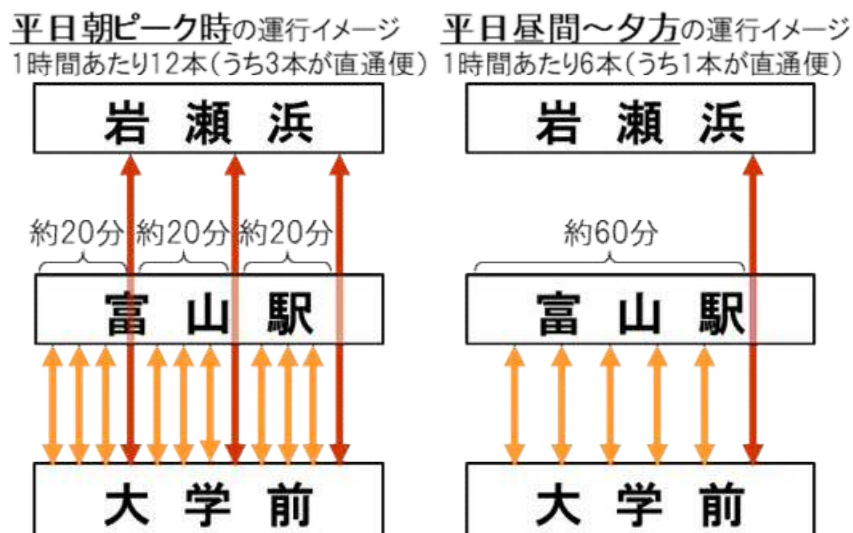 平日朝ピーク時の運行イメージ
1時間あたり12本(うち3本が直通便)
岩瀬浜
約20分 約20分 約20分
富山駅
大学前
平日昼間～夕方の運行イメージ
1時間あたり6本(うち1本が直通便)
岩瀬浜
約60分
富山駅
大学前